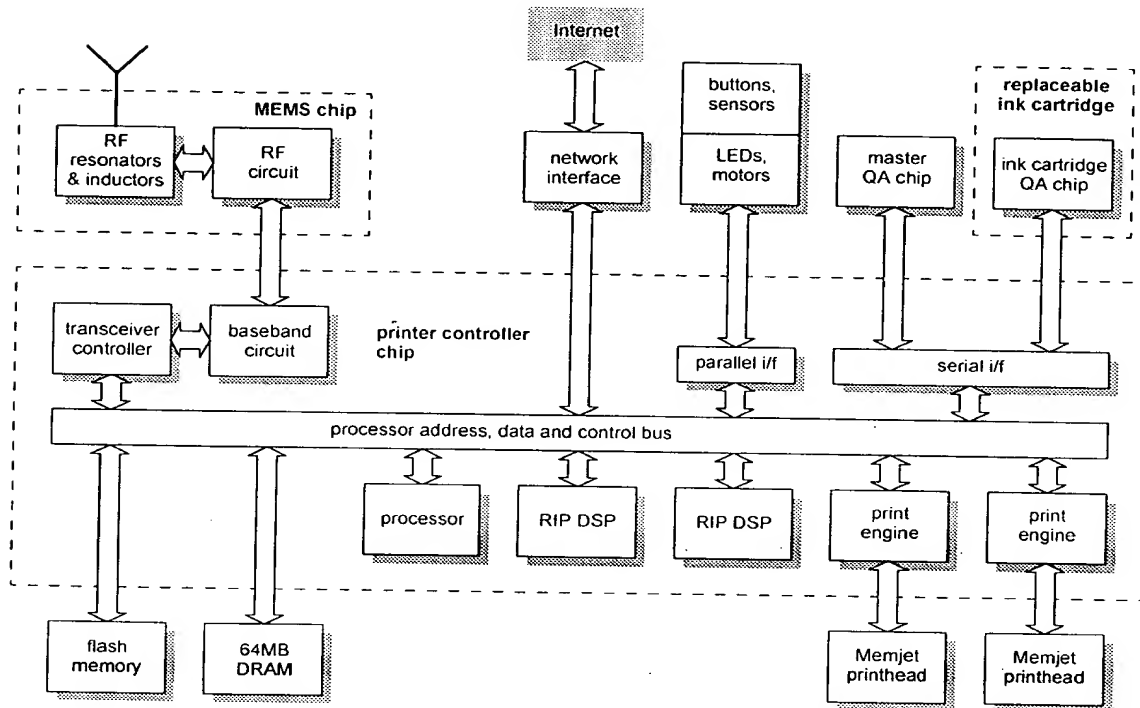 Internet
MEMS chip
RF
resonators
& inductors
RF
circuit
network
interface
buttons,
sensors
LEDs,
motors
master
QA chip
replaceable
ink cartridge
ink cartridge
QA chip
transceiver
controller
baseband
circuit
printer controller
chip
parallel i/f
serial i/f
processor address, data and control bus
processor
RIP DSP
RIP DSP
print
engine
print
engine
flash
memory
64MB
DRAM
Memjet
printhead
Memjet
printhead